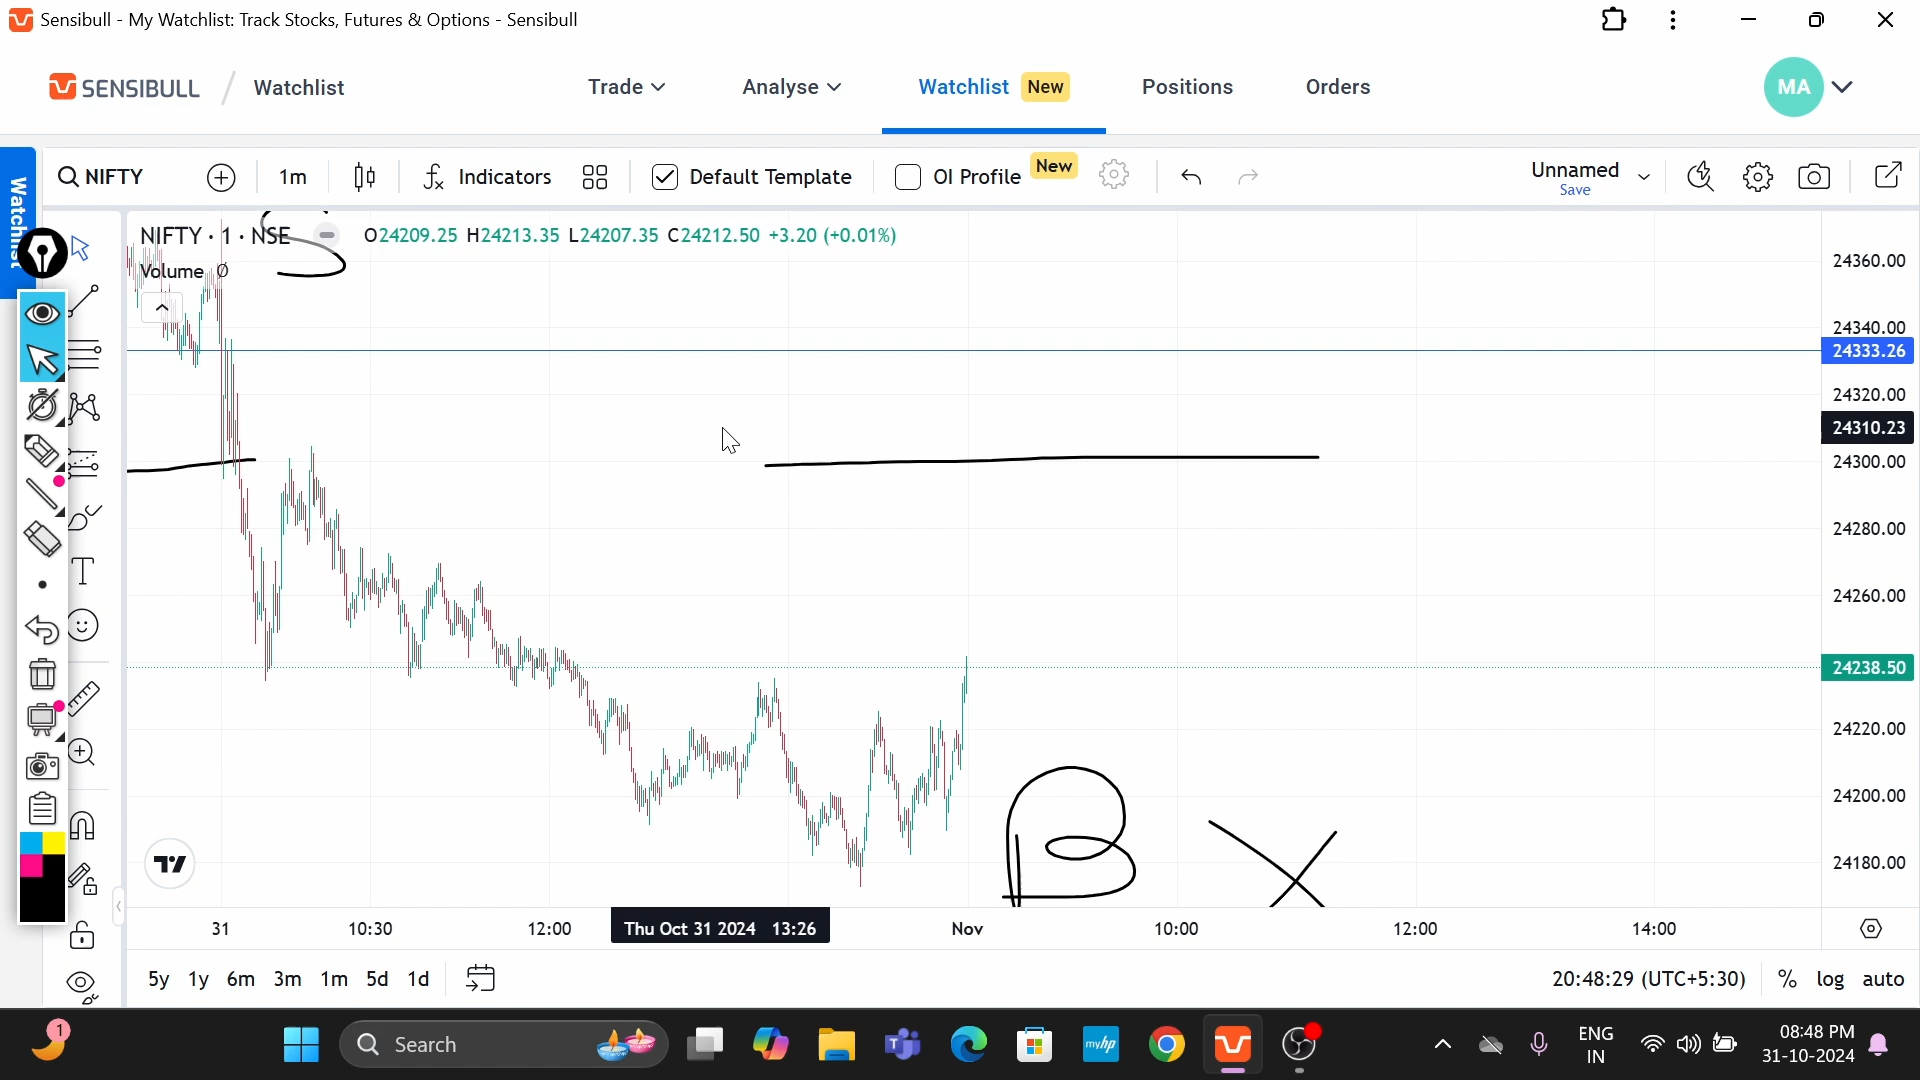 Sensibull - My Watchlist: Track Stocks, Futures & Options - Sensibull
SENSIBULL / Watchlist Trade Analyse Watchlist New Positions Orders MA
Watchlist
NIFTY 1m Indicators Default Template OI Profile New Unnamed
Save
NIFTY · 1 · NSE O24209.25 H24213.35 L24207.35 C24212.50 +3.20 (+0.01%)
S
Volume Ø
24360.00
24340.00
24333.26
24320.00
24310.23
24300.00
24280.00
24260.00
24238.50
24220.00
24200.00
24180.00
B X
31 10:30 12:00 Thu Oct 31 2024 13:26 Nov 10:00 12:00 14:00
5y 1y 6m 3m 1m 5d 1d 20:48:29 (UTC+5:30) % log auto
1 Search myhp ENG 08:48 PM
IN 31-10-2024